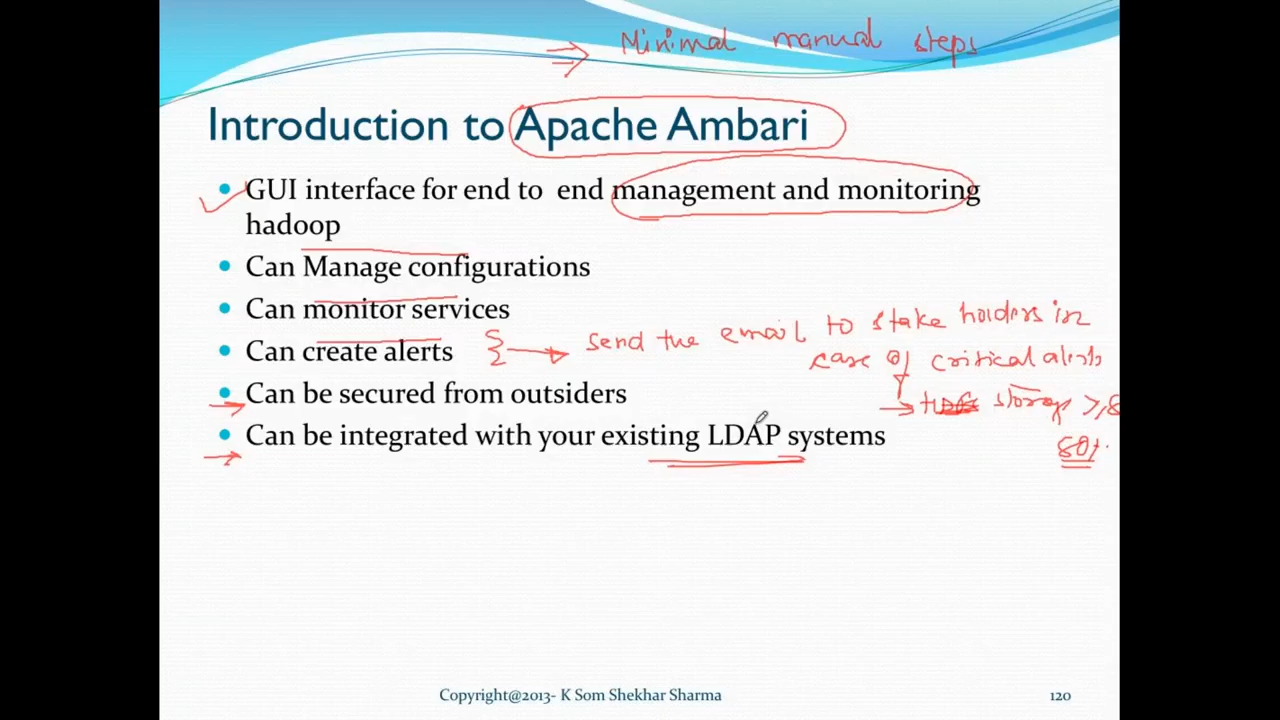 Minimal manual steps
Introduction to Apache Ambari
GUI interface for end to end management and monitoring
hadoop
Can Manage configurations
Can monitor services
Can create alerts
send the email to stake holders in
case of critical alerts
storage >, 8
80%
Can be secured from outsiders
Can be integrated with your existing LDAP systems
Copyright@2013- K Som Shekhar Sharma
120